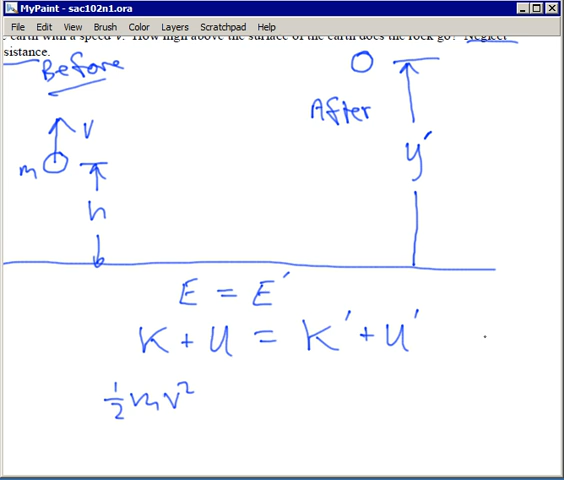 MyPaint - sac102n1.ora
File Edit View Brush Color Layers Scratchpad Help
earth with a speed v. How high above the surface of the earth does the rock go? Neglect
sistance.
Before
After
v
m
h
y'
E = E'
K + U = K' + U'
½mv²